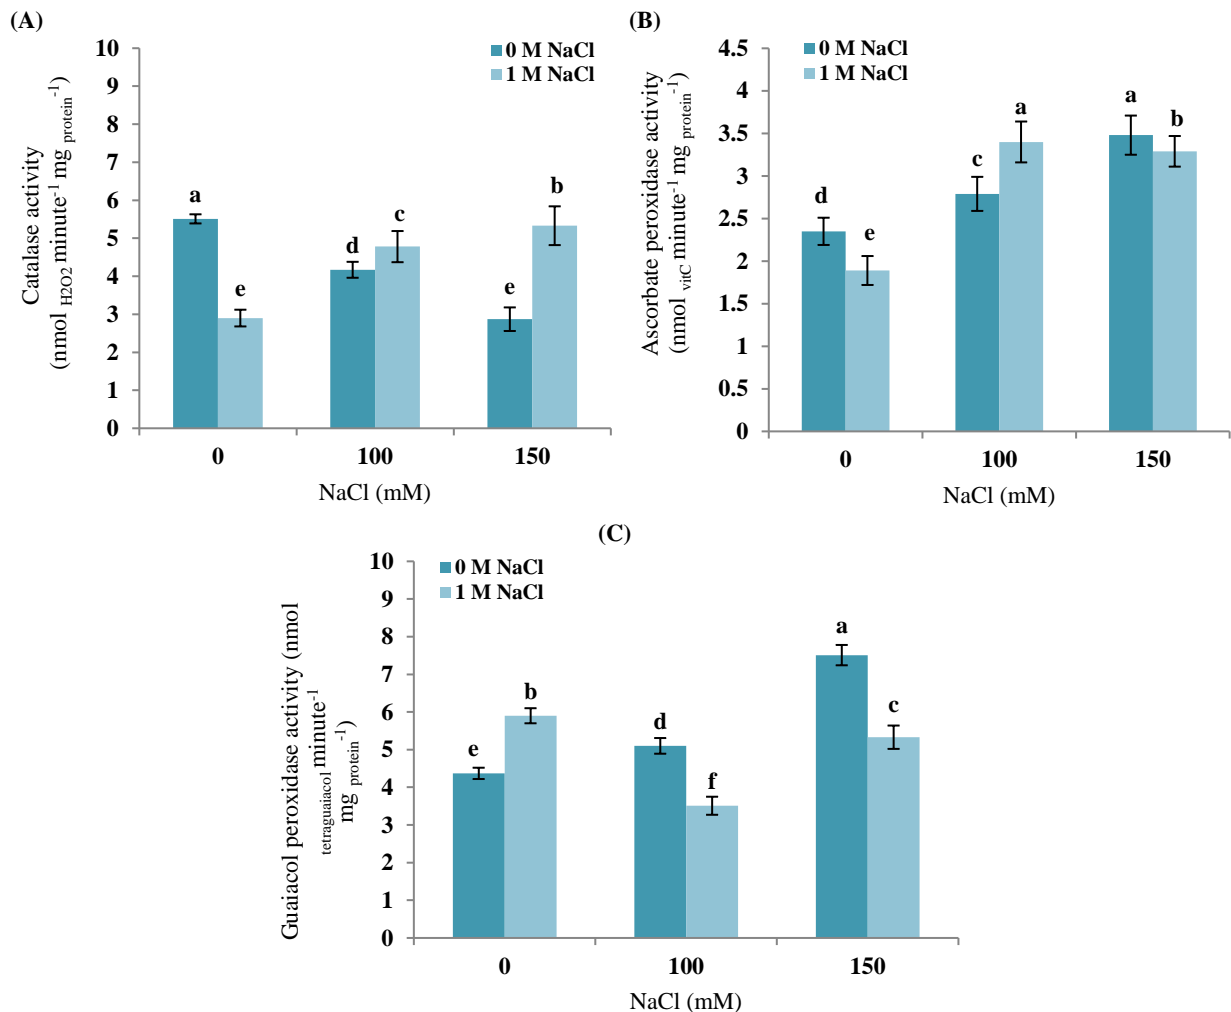 (A)
Catalase activity
(nmol H2O2 minute-1 mg protein-1)
10
9
8
7
6
5
4
3
2
1
0
0 M NaCl
1 M NaCl
a
e
d
c
e
b
0 100 150
NaCl (mM)
(B)
Ascorbate peroxidase activity
(nmol vitC minute-1 mg protein-1)
4.5
4
3.5
3
2.5
2
1.5
1
0.5
0
0 M NaCl
1 M NaCl
d
e
c
a
a
b
0 100 150
NaCl (mM)
(C)
Guaiacol peroxidase activity (nmol
tetraguaiacol minute-1
mg protein-1)
10
9
8
7
6
5
4
3
2
1
0
0 M NaCl
1 M NaCl
e
b
d
f
a
c
0 100 150
NaCl (mM)